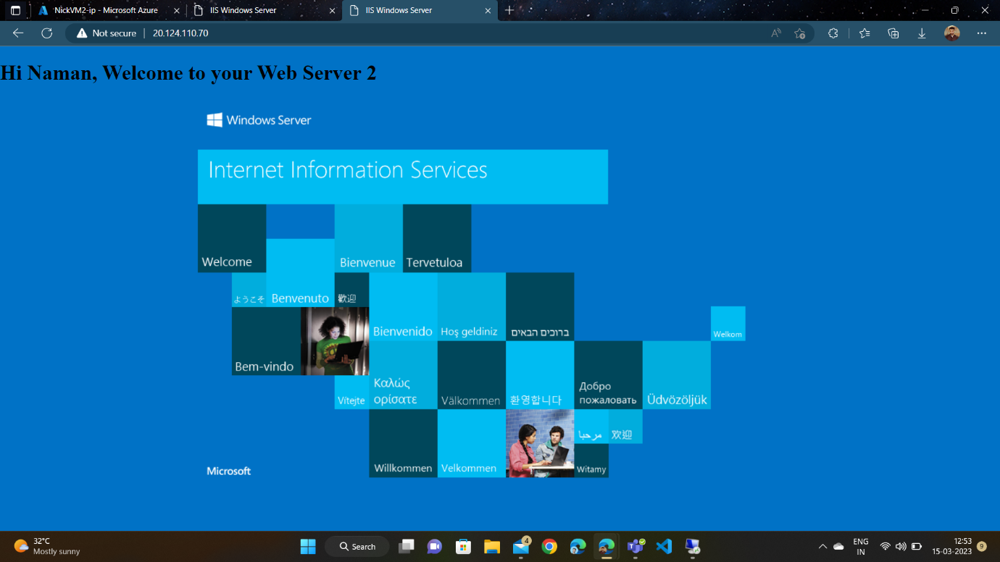 NickVM2-ip - Microsoft Azure
IIS Windows Server
IIS Windows Server
Not secure
20.124.110.70
Hi Naman, Welcome to your Web Server 2
Windows Server
Internet Information Services
Welcome
Bienvenue
Tervetuloa
ようこそ
Benvenuto
歡迎
Bienvenido
Hoş geldiniz
ברוכים הבאים
Welkom
Bem-vindo
Vítejte
Καλώς
ορίσατε
Välkommen
환영합니다
Добро
пожаловать
Üdvözöljük
Willkommen
Velkommen
مرحبا
欢迎
Witamy
Microsoft
32°C
Mostly sunny
Search
4
ENG
IN
12:53
15-03-2023
9